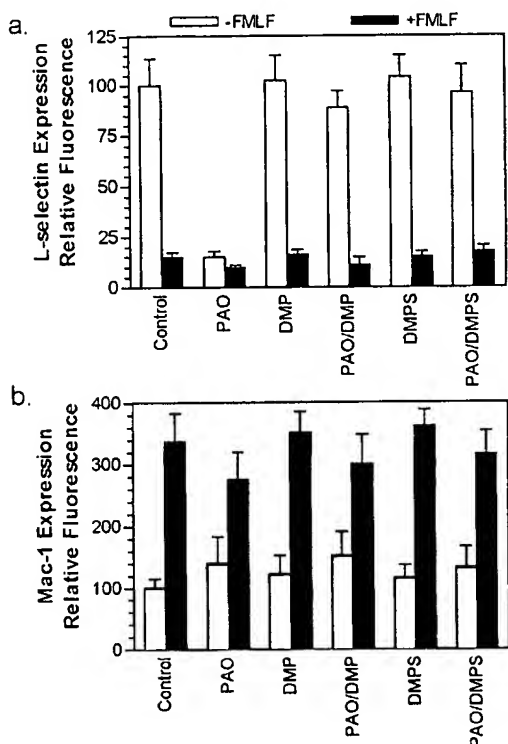 -FMLF +FMLF
a.
L-selectin Expression
Relative Fluorescence
125
100
75
50
25
0
Control PAO DMP PAO/DMP DMPS PAO/DMPS
b.
Mac-1 Expression
Relative Fluorescence
400
300
200
100
0
Control PAO DMP PAO/DMP DMPS PAO/DMPS